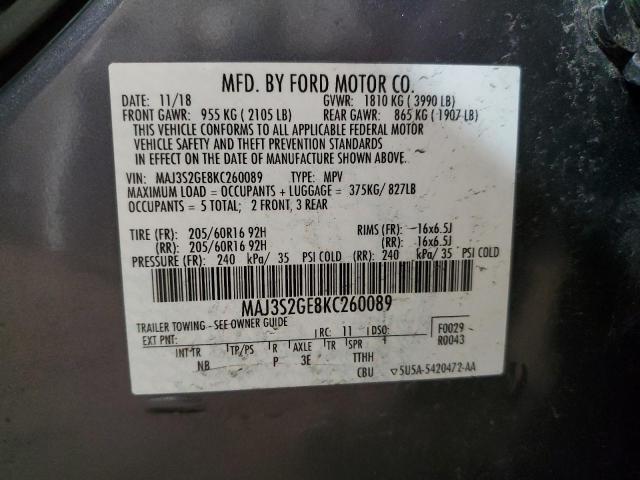 MFD. BY FORD MOTOR CO.
DATE: 11/18 GVWR: 1810 KG ( 3990 LB)
FRONT GAWR: 955 KG ( 2105 LB) REAR GAWR: 865 KG ( 1907 LB)
THIS VEHICLE CONFORMS TO ALL APPLICABLE FEDERAL MOTOR
VEHICLE SAFETY AND THEFT PREVENTION STANDARDS
IN EFFECT ON THE DATE OF MANUFACTURE SHOWN ABOVE.
VIN: MAJ3S2GE8KC260089 TYPE: MPV
MAXIMUM LOAD = OCCUPANTS + LUGGAGE = 375KG/ 827LB
OCCUPANTS = 5 TOTAL; 2 FRONT, 3 REAR
TIRE (FR): 205/60R16 92H RIMS (FR): 16x6.5J
(RR): 205/60R16 92H (RR): 16x6.5J
PRESSURE (FR): 240 kPa/ 35 PSI COLD (RR): 240 kPa/ 35 PSI COLD
MAJ3S2GE8KC260089
TRAILER TOWING - SEE OWNER GUIDE
EXT PNT: RC: 11 DSO: F0029
R0043
INT TR TP/PS R AXLE TR SPR
NB P 3E TTHH
CBU ▽5U5A-5420472-AA